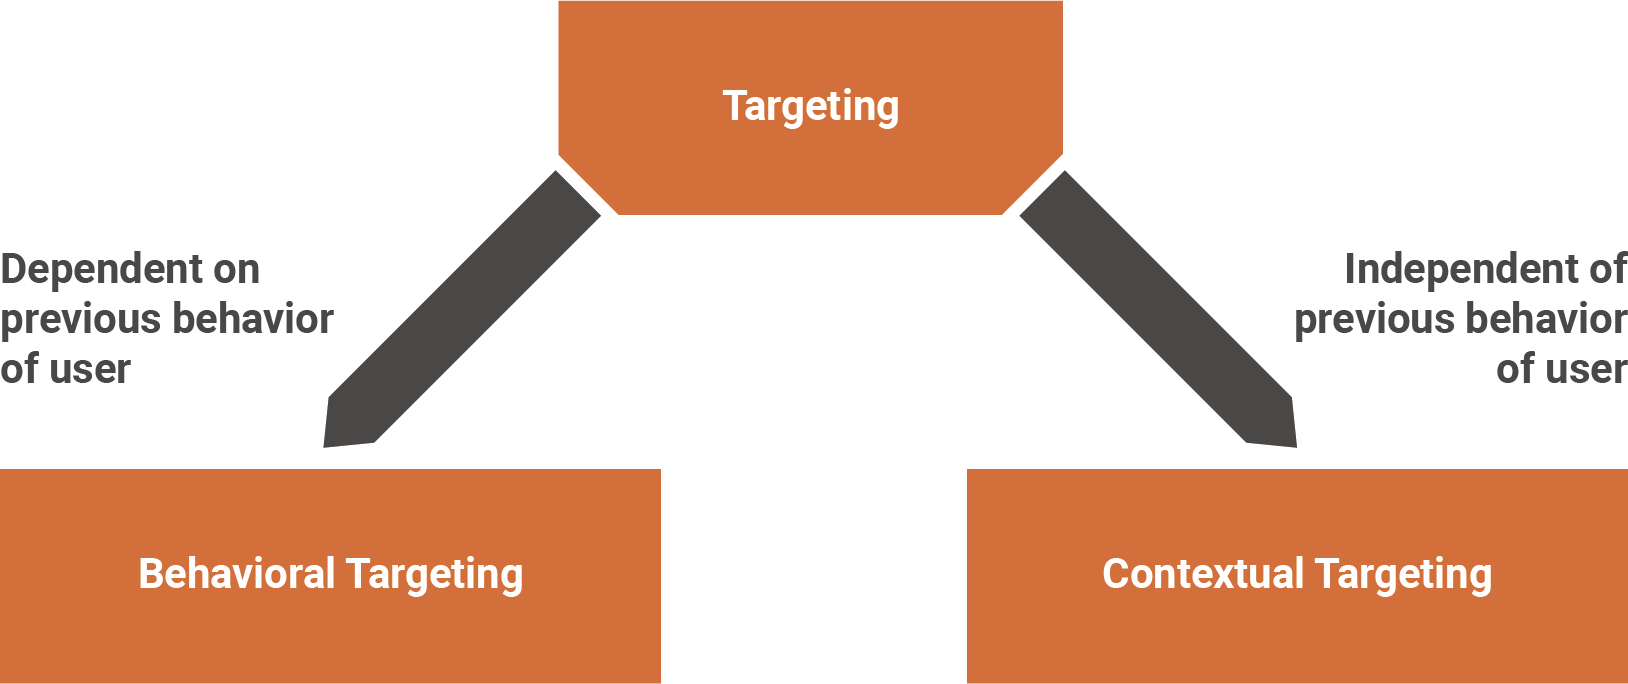 Targeting
Dependent on
previous behavior
of user
Independent of
previous behavior
of user
Behavioral Targeting
Contextual Targeting